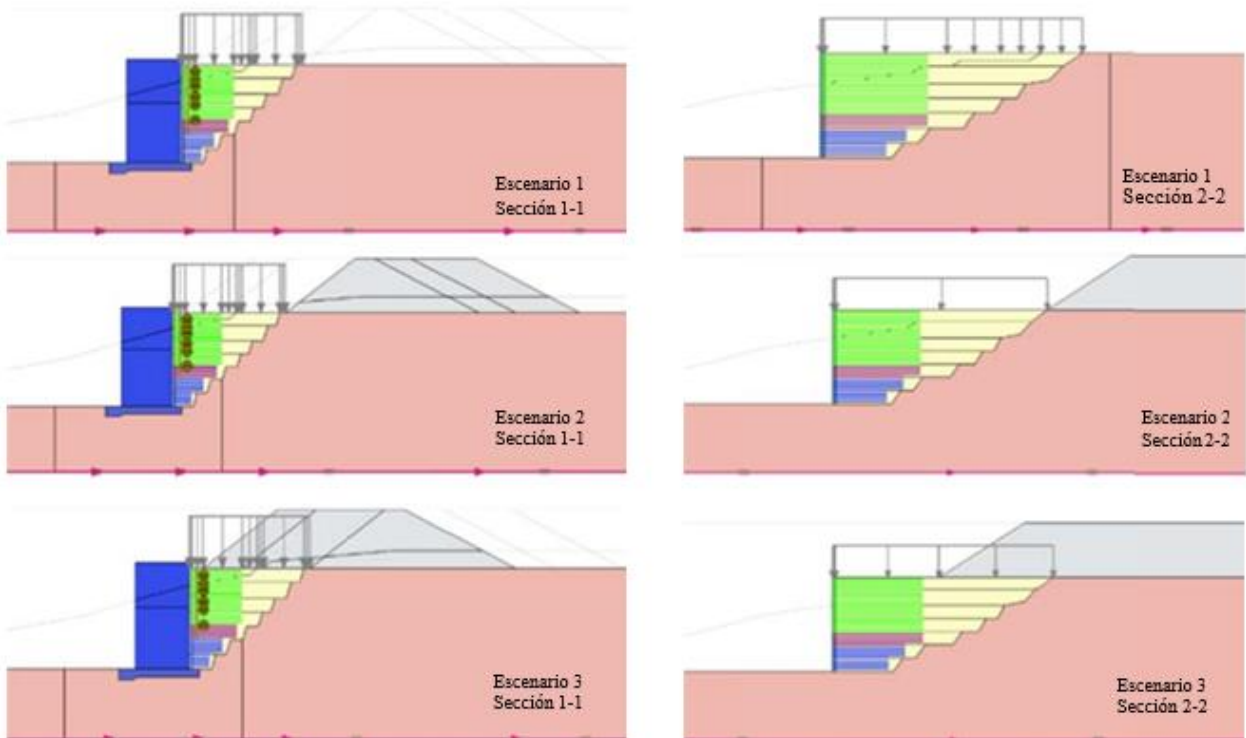 Escenario 1
Sección 1-1
Escenario 1
Sección 2-2
Escenario 2
Sección 1-1
Escenario 2
Sección 2-2
Escenario 3
Sección 1-1
Escenario 3
Sección 2-2